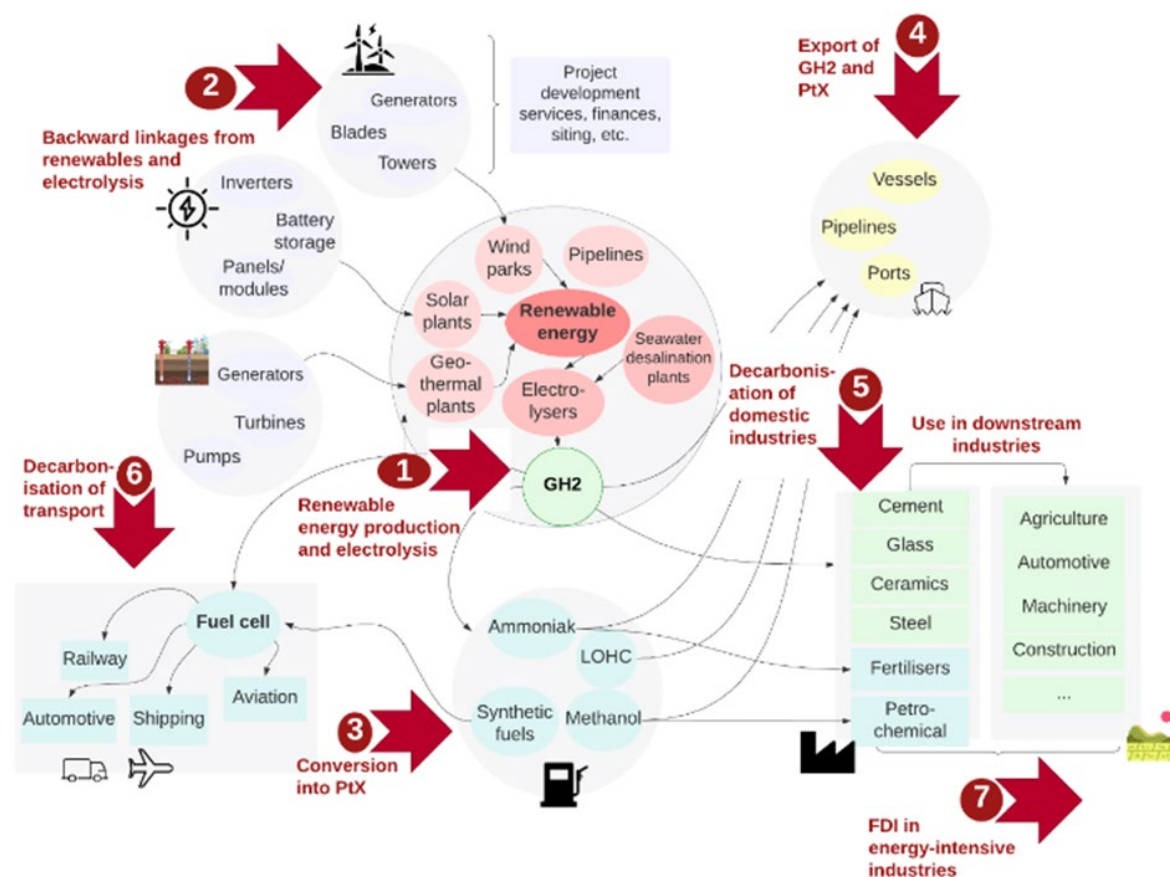 2
Backward linkages from
renewables and
electrolysis
Generators
Blades
Towers
Project
development
services, finances,
siting, etc.
4
Export of
GH2 and
PtX
Vessels
Pipelines
Ports
Inverters
Battery
storage
Panels/
modules
Wind
parks
Pipelines
Solar
plants
Renewable
energy
Seawater
desalination
plants
Geo-
thermal
plants
Electro-
lysers
GH2
Generators
Turbines
Pumps
1
Renewable
energy production
and electrolysis
Decarbonis-
ation of
domestic
industries
5
Use in downstream
industries
Cement
Glass
Ceramics
Steel
Fertilisers
Petro-
chemical
Agriculture
Automotive
Machinery
Construction
...
Decarbon-
isation of
transport
6
Fuel cell
Railway
Automotive
Shipping
Aviation
3
Conversion
into PtX
Ammoniak
LOHC
Synthetic
fuels
Methanol
7
FDI in
energy-intensive
industries